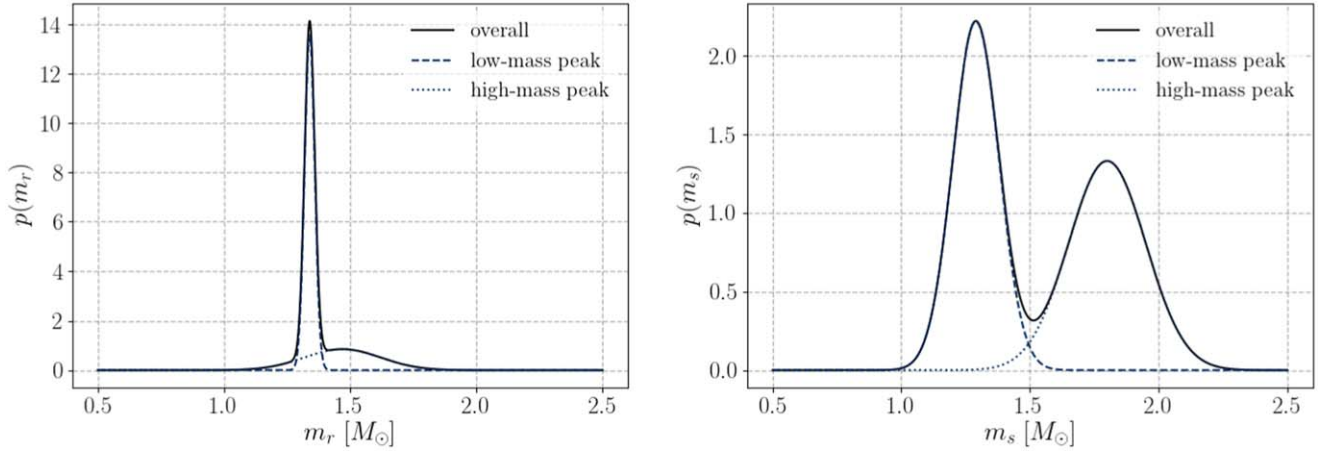 14
12
10
8
6
4
2
0
p(m_r)
overall
low-mass peak
high-mass peak
0.5 1.0 1.5 2.0 2.5
m_r [M_⊙]
2.0
1.5
1.0
0.5
0.0
p(m_s)
overall
low-mass peak
high-mass peak
0.5 1.0 1.5 2.0 2.5
m_s [M_⊙]